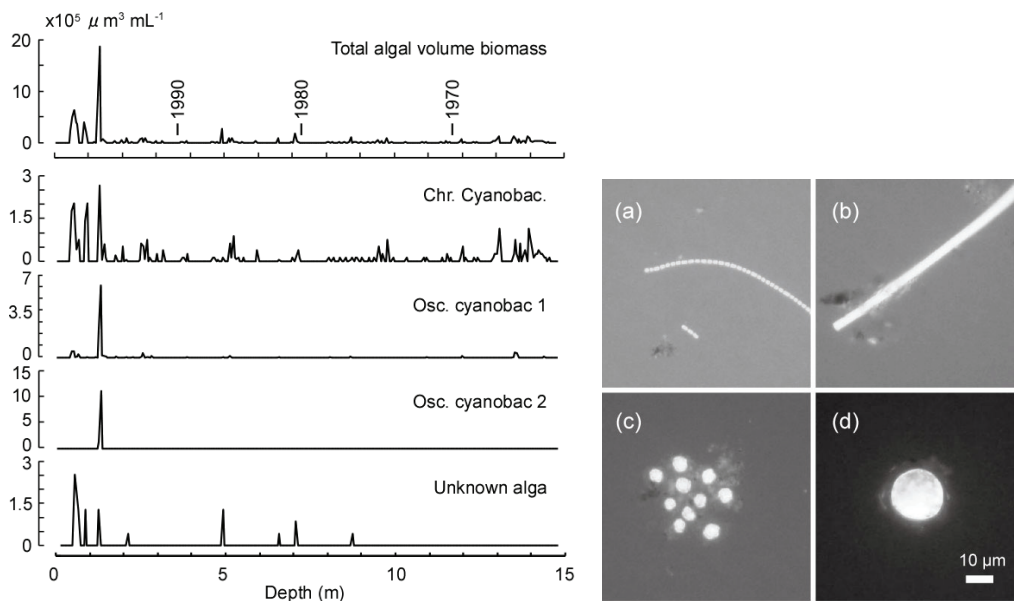 x10⁵ μ m³ mL⁻¹
Total algal volume biomass
20
10
0
1990
1980
1970
Chr. Cyanobac.
3
1.5
0
Osc. cyanobac 1
7
3.5
0
Osc. cyanobac 2
15
10
5
0
Unknown alga
3
1.5
0
0 5 10 15
Depth (m)
(a)
(b)
(c)
(d)
10 µm